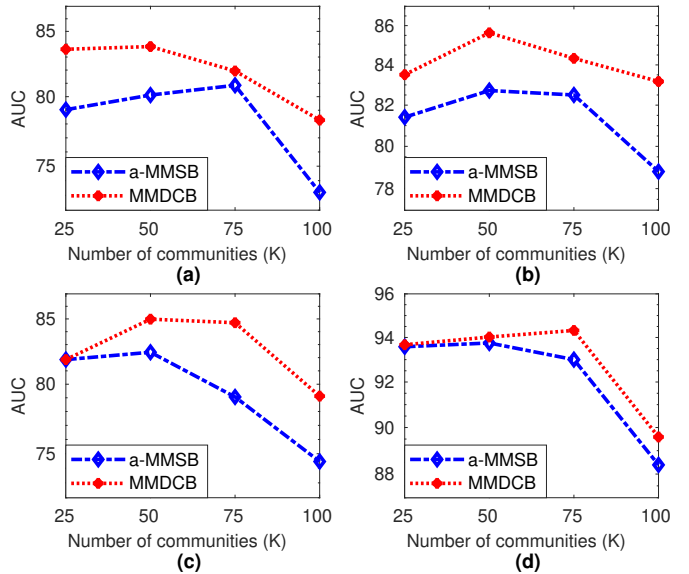 85
80
75
AUC
a-MMSB
MMDCB
25 50 75 100
Number of communities (K)
(a)
86
84
82
80
78
AUC
a-MMSB
MMDCB
25 50 75 100
Number of communities (K)
(b)
85
80
75
AUC
a-MMSB
MMDCB
25 50 75 100
Number of communities (K)
(c)
96
94
92
90
88
AUC
a-MMSB
MMDCB
25 50 75 100
Number of communities (K)
(d)